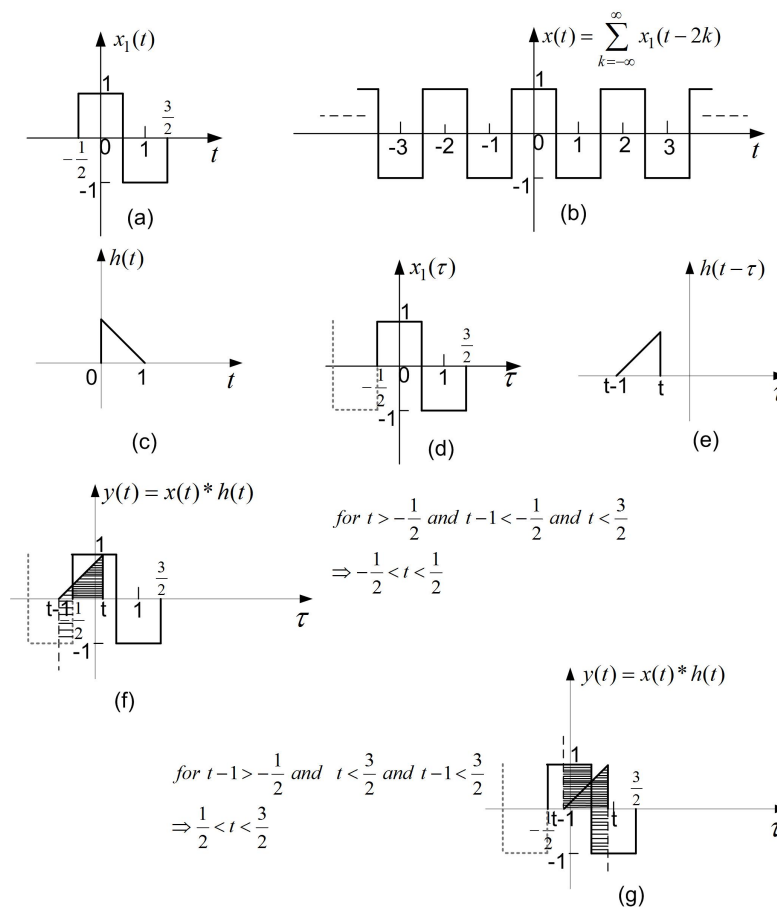 x₁(t)
1
3/2
-1/2 0 1 t
-1
(a)
x(t) = ∑_{k=-∞}^{∞} x₁(t-2k)
1
-3 -2 -1 0 1 2 3 t
-1
(b)
h(t)
0 1 t
(c)
x₁(τ)
1
3/2
-1/2 0 1 τ
-1
(d)
h(t-τ)
t-1 t τ
(e)
y(t) = x(t)*h(t)
1
3/2
t-1 1/2 t 1 τ
-1
(f)
for t > -1/2 and t-1 < -1/2 and t < 3/2
⇒ -1/2 < t < 1/2
y(t) = x(t)*h(t)
1
3/2
-1/2 t-1 t τ
-1
(g)
for t-1 > -1/2 and t < 3/2 and t-1 < 3/2
⇒ 1/2 < t < 3/2